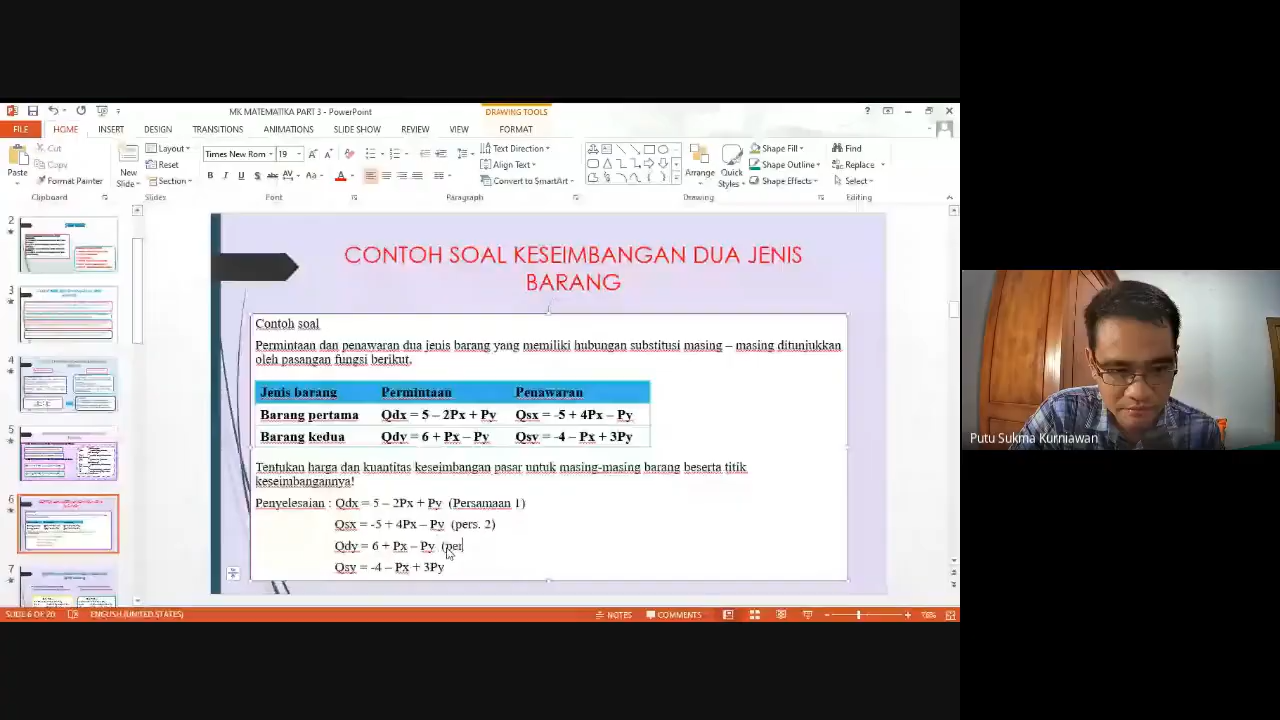 MK MATEMATIKA PART 3 - PowerPoint
DRAWING TOOLS
FILE HOME INSERT DESIGN TRANSITIONS ANIMATIONS SLIDE SHOW REVIEW VIEW FORMAT
Paste
Cut
Copy
Format Painter
Clipboard
New Slide
Layout
Reset
Section
Slides
Times New Rom 19
Font
Text Direction
Align Text
Convert to SmartArt
Paragraph
Arrange
Quick Styles
Shape Fill
Shape Outline
Shape Effects
Drawing
Find
Replace
Select
Editing
2
3
4
5
6
7
CONTOH SOAL KESEIMBANGAN DUA JENIS
BARANG
Contoh soal
Permintaan dan penawaran dua jenis barang yang memiliki hubungan substitusi masing – masing ditunjukkan
oleh pasangan fungsi berikut.
Jenis barang Permintaan Penawaran
Barang pertama Qdx = 5 – 2Px + Py Qsx = -5 + 4Px – Py
Barang kedua Qdy = 6 + Px – Py Qsy = -4 – Px + 3Py
Tentukan harga dan kuantitas keseimbangan pasar untuk masing-masing barang beserta titik
keseimbangannya!
Penyelesaian : Qdx = 5 – 2Px + Py (Persamaan 1)
Qsx = -5 + 4Px – Py
Qdy = 6 + Px – Py (per
Qsy = -4 – Px + 3Py
SLIDE 6 OF 20 ENGLISH (UNITED STATES) NOTES COMMENTS
Putu Sukma Kurniawan